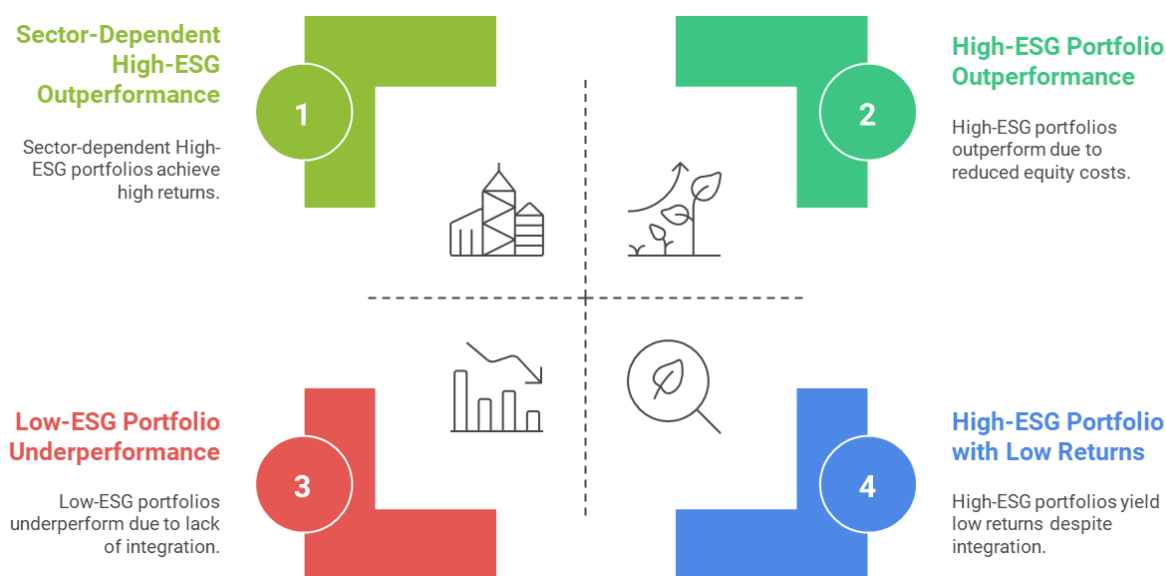 Sector-Dependent
High-ESG
Outperformance
1
Sector-dependent High-
ESG portfolios achieve
high returns.
High-ESG Portfolio
Outperformance
2
High-ESG portfolios
outperform due to
reduced equity costs.
Low-ESG Portfolio
Underperformance
3
Low-ESG portfolios
underperform due to lack
of integration.
High-ESG Portfolio
with Low Returns
4
High-ESG portfolios yield
low returns despite
integration.